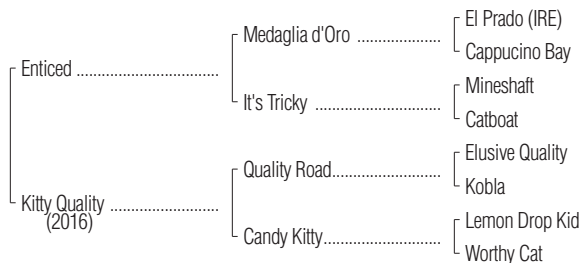 El Prado (IRE)
Medaglia d'Oro ..................
Cappucino Bay
Enticed ...............................
Mineshaft
It's Tricky ...........................
Catboat
Elusive Quality
Quality Road.......................
Kobla
Kitty Quality .......................
(2016)
Lemon Drop Kid
Candy Kitty.........................
Worthy Cat